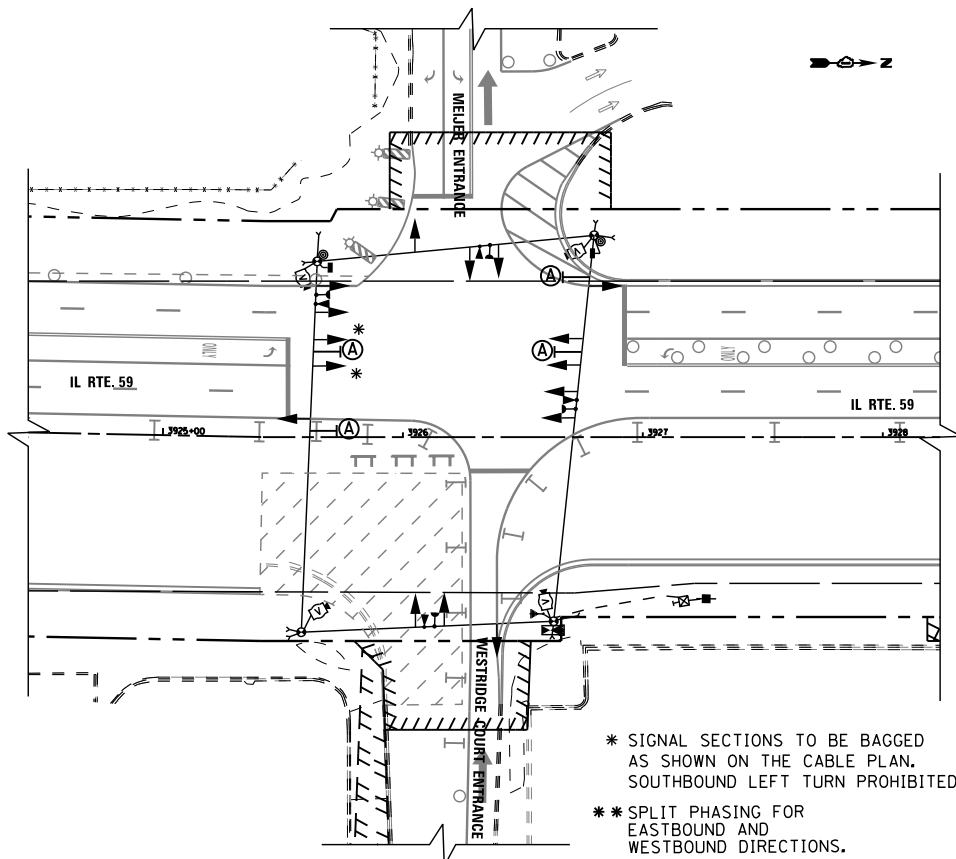 N
MEIJER ENTRANCE
V
N
A
A
*
ONLY
A
A
ONLY
*
IL RTE. 59
IL RTE. 59
A
3925+00
3926
3927
3928
V
V
WESTRIDGE COURT ENTRANCE
* SIGNAL SECTIONS TO BE BAGGED
AS SHOWN ON THE CABLE PLAN.
SOUTHBOUND LEFT TURN PROHIBITED
** SPLIT PHASING FOR
EASTBOUND AND
WESTBOUND DIRECTIONS.